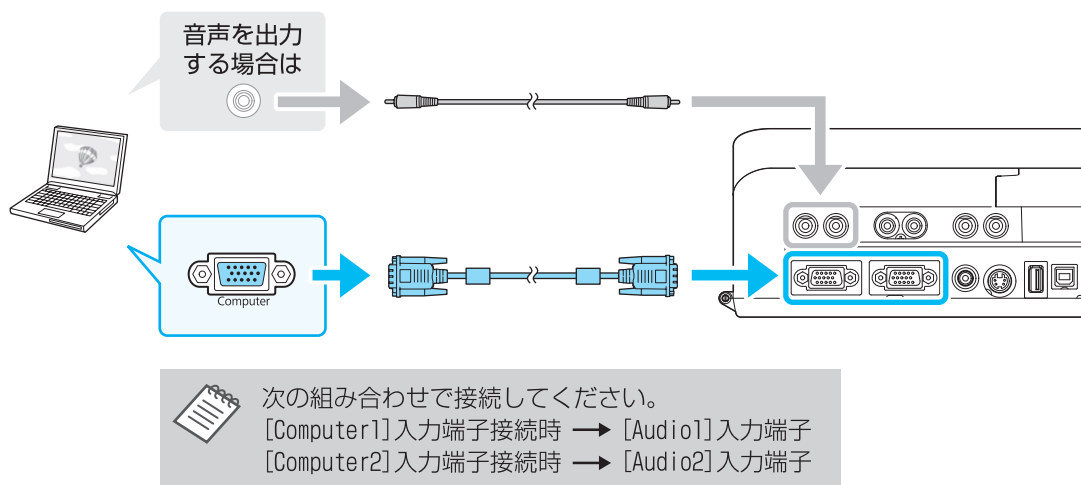 音声を出力
する場合は
Computer
次の組み合わせで接続してください。
[Computer1]入力端子接続時 → [Audio1]入力端子
[Computer2]入力端子接続時 → [Audio2]入力端子